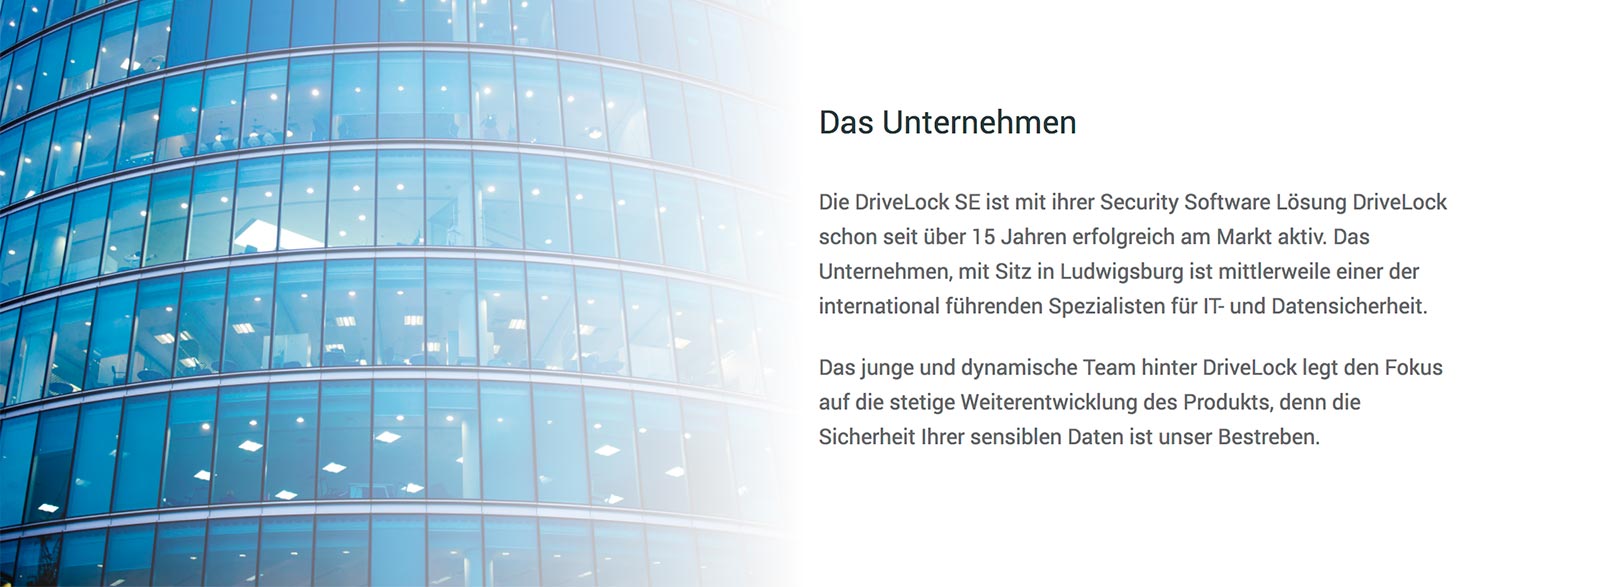 Das Unternehmen
Die DriveLock SE ist mit ihrer Security Software Lösung DriveLock
schon seit über 15 Jahren erfolgreich am Markt aktiv. Das
Unternehmen, mit Sitz in Ludwigsburg ist mittlerweile einer der
international führenden Spezialisten für IT- und Datensicherheit.
Das junge und dynamische Team hinter DriveLock legt den Fokus
auf die stetige Weiterentwicklung des Produkts, denn die
Sicherheit Ihrer sensiblen Daten ist unser Bestreben.